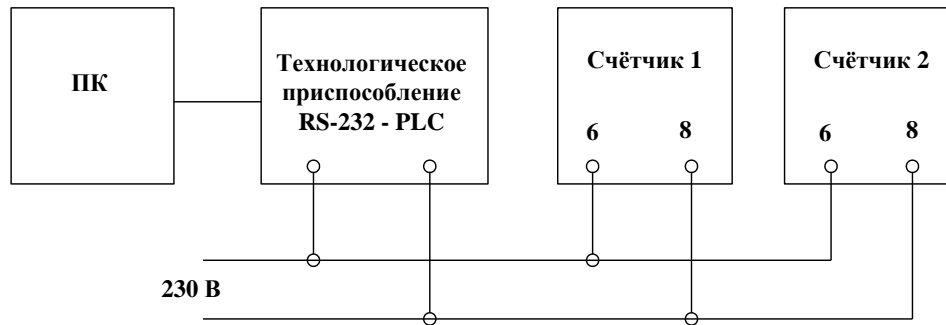 ПК
Технологическое
приспособление
RS-232 - PLC
Счётчик 1
6 8
Счётчик 2
6 8
230 В